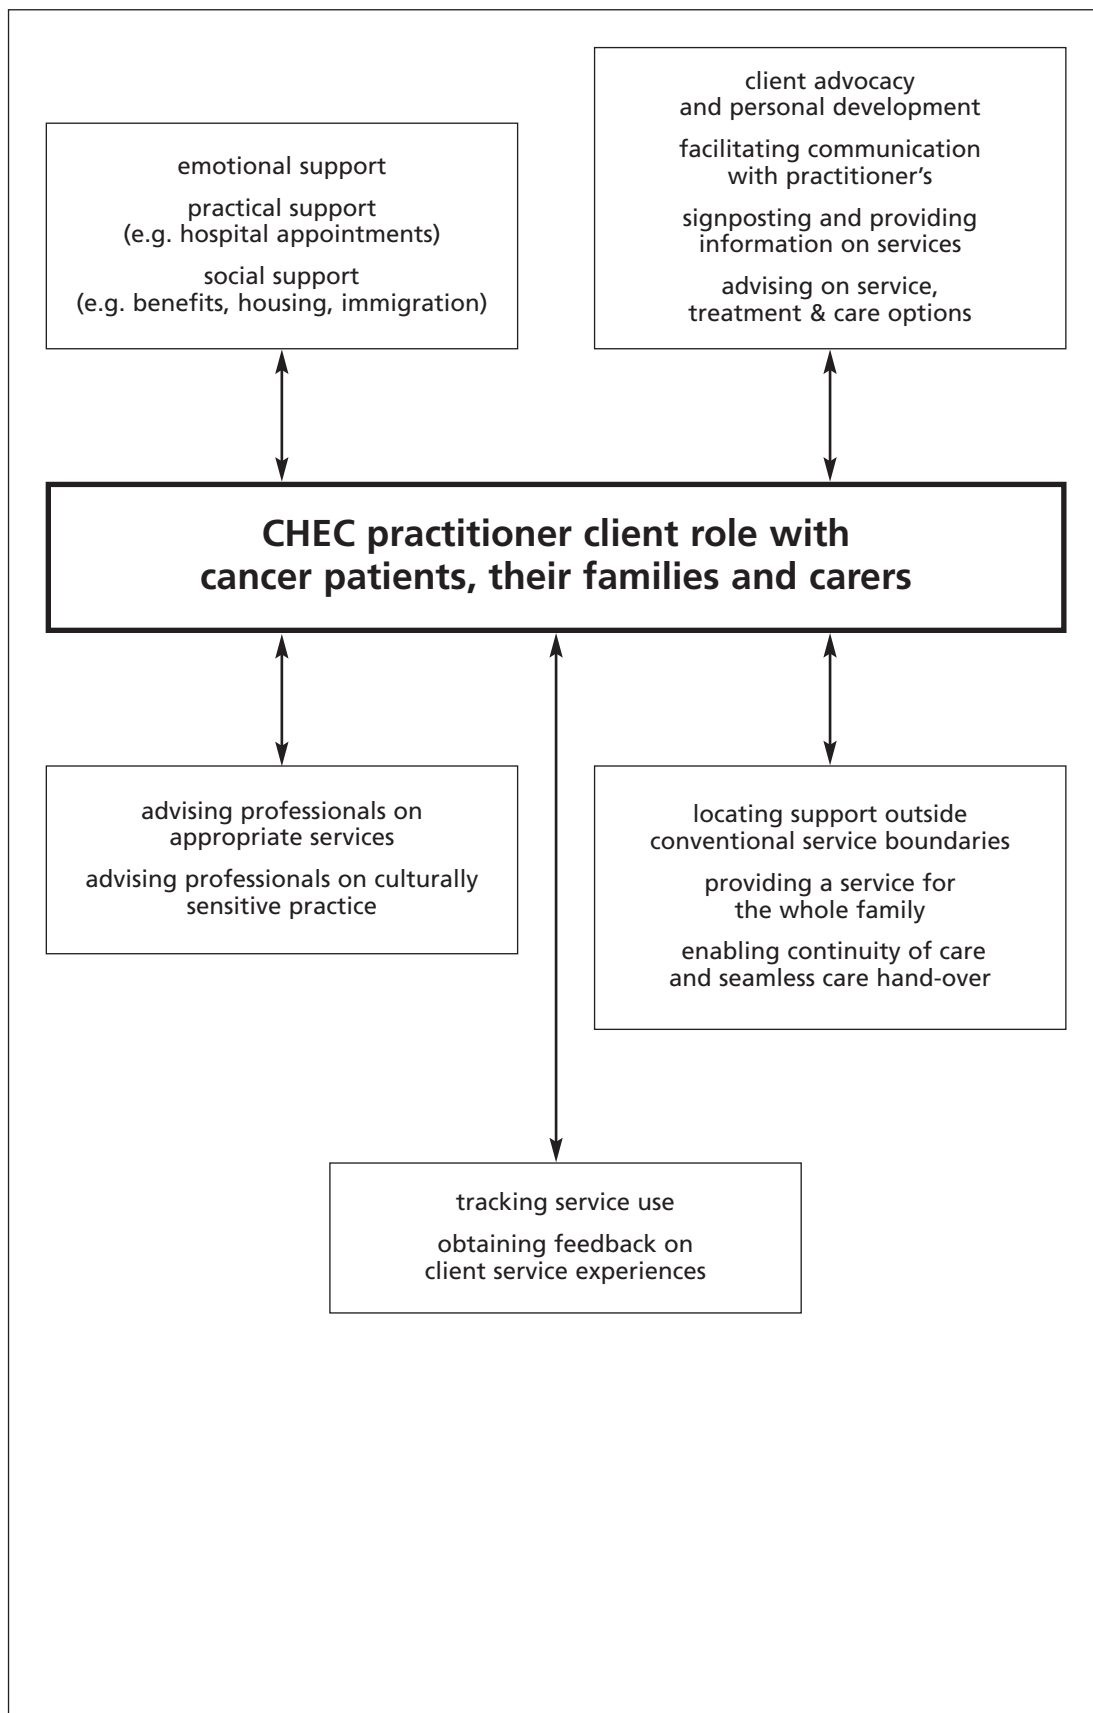 emotional support
practical support
(e.g. hospital appointments)
social support
(e.g. benefits, housing, immigration)
client advocacy
and personal development
facilitating communication
with practitioner's
signposting and providing
information on services
advising on service,
treatment & care options
CHEC practitioner client role with
cancer patients, their families and carers
advising professionals on
appropriate services
advising professionals on culturally
sensitive practice
locating support outside
conventional service boundaries
providing a service for
the whole family
enabling continuity of care
and seamless care hand-over
tracking service use
obtaining feedback on
client service experiences